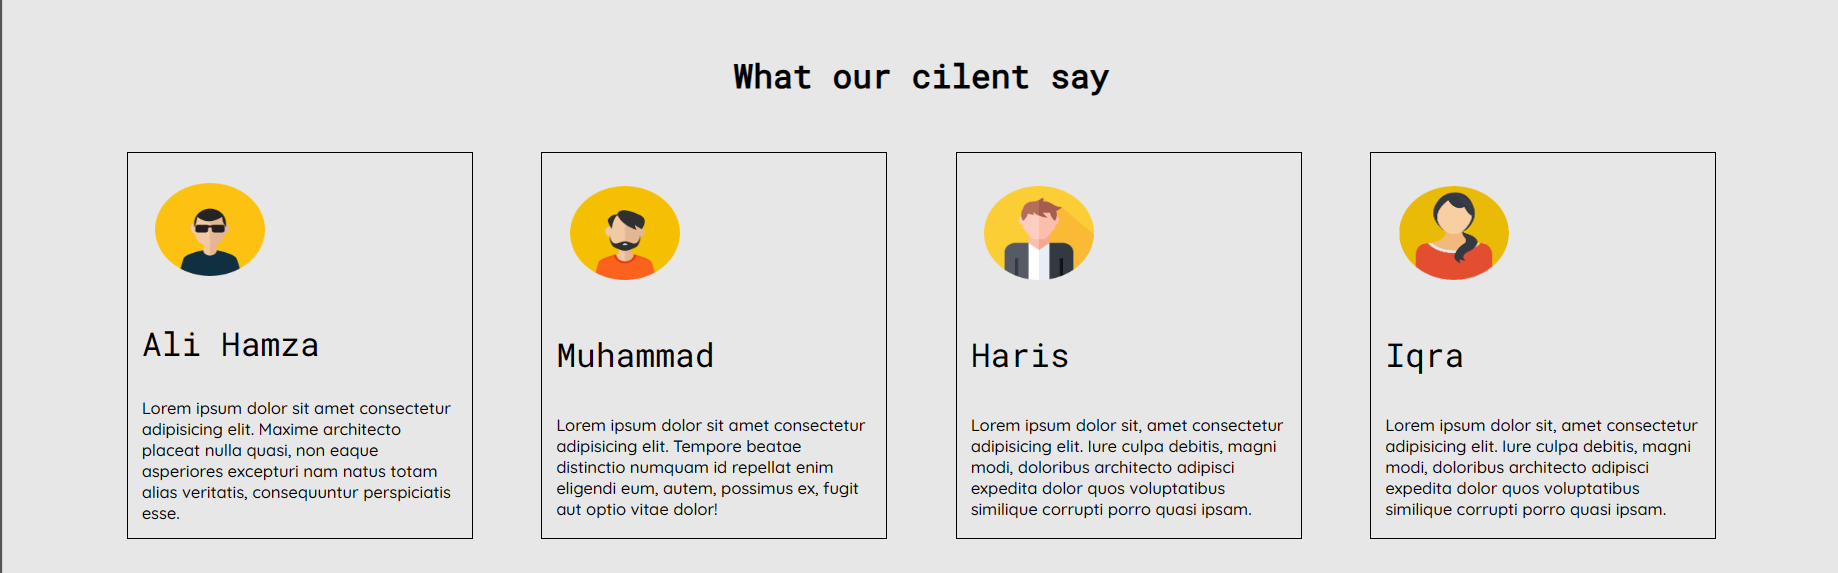 What our cilent say
Ali Hamza
Lorem ipsum dolor sit amet consectetur
adipisicing elit. Maxime architecto
placeat nulla quasi, non eaque
asperiores excepturi nam natus totam
alias veritatis, consequuntur perspiciatis
esse.
Muhammad
Lorem ipsum dolor sit amet consectetur
adipisicing elit. Tempore beatae
distinctio numquam id repellat enim
eligendi eum, autem, possimus ex, fugit
aut optio vitae dolor!
Haris
Lorem ipsum dolor sit, amet consectetur
adipisicing elit. Iure culpa debitis, magni
modi, doloribus architecto adipisci
expedita dolor quos voluptatibus
similique corrupti porro quasi ipsam.
Iqra
Lorem ipsum dolor sit, amet consectetur
adipisicing elit. Iure culpa debitis, magni
modi, doloribus architecto adipisci
expedita dolor quos voluptatibus
similique corrupti porro quasi ipsam.